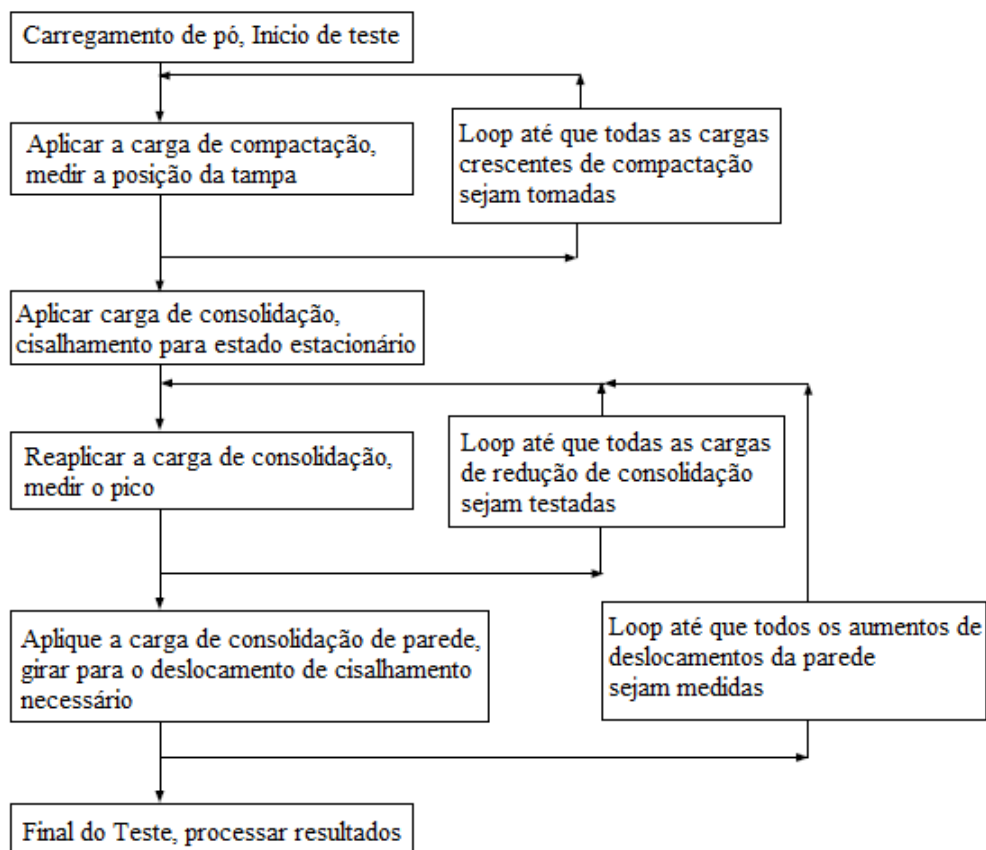 Carregamento de pó, Início de teste
Aplicar a carga de compactação,
medir a posição da tampa
Loop até que todas as cargas
crescentes de compactação
sejam tomadas
Aplicar carga de consolidação,
cisalhamento para estado estacionário
Reaplicar a carga de consolidação,
medir o pico
Loop até que todas as cargas
de redução de consolidação
sejam testadas
Aplique a carga de consolidação de parede,
girar para o deslocamento de cisalhamento
necessário
Loop até que todos os aumentos de
deslocamentos da parede
sejam medidas
Final do Teste, processar resultados